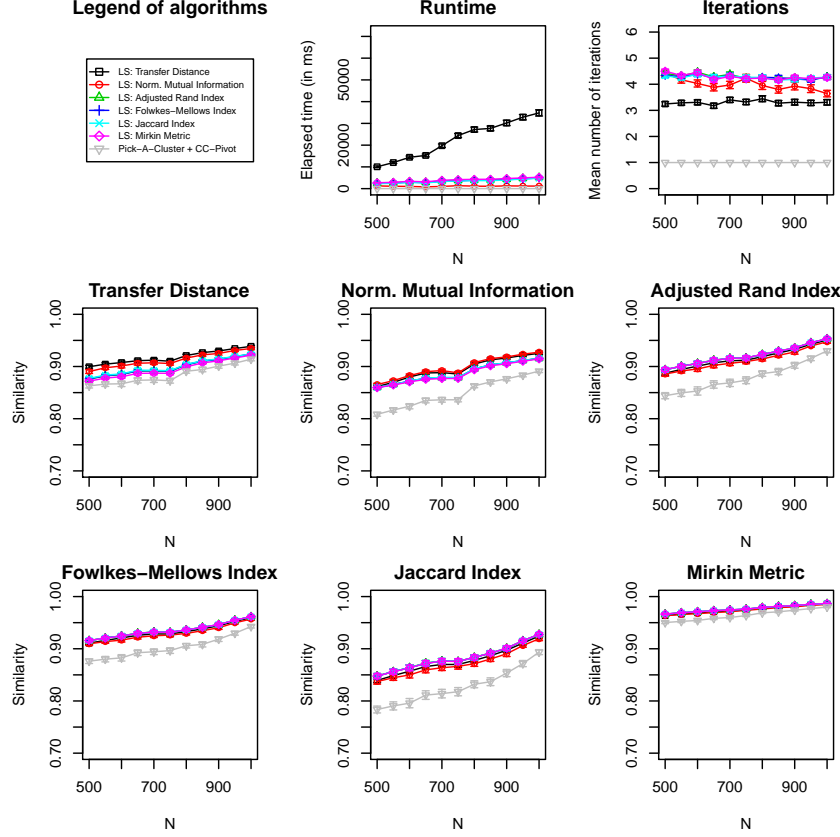 Legend of algorithms
LS: Transfer Distance
LS: Norm. Mutual Information
LS: Adjusted Rand Index
LS: Folwkes−Mellows Index
LS: Jaccard Index
LS: Mirkin Metric
Pick−A−Cluster + CC−Pivot
Runtime
Elapsed time (in ms)
0
20000
50000
500
700
900
N
Iterations
Mean number of iterations
0
1
2
3
4
5
6
500
700
900
N
Transfer Distance
Similarity
0.70
0.80
0.90
1.00
500
700
900
N
Norm. Mutual Information
Similarity
0.70
0.80
0.90
1.00
500
700
900
N
Adjusted Rand Index
Similarity
0.70
0.80
0.90
1.00
500
700
900
N
Fowlkes−Mellows Index
Similarity
0.70
0.80
0.90
1.00
500
700
900
N
Jaccard Index
Similarity
0.70
0.80
0.90
1.00
500
700
900
N
Mirkin Metric
Similarity
0.70
0.80
0.90
1.00
500
700
900
N